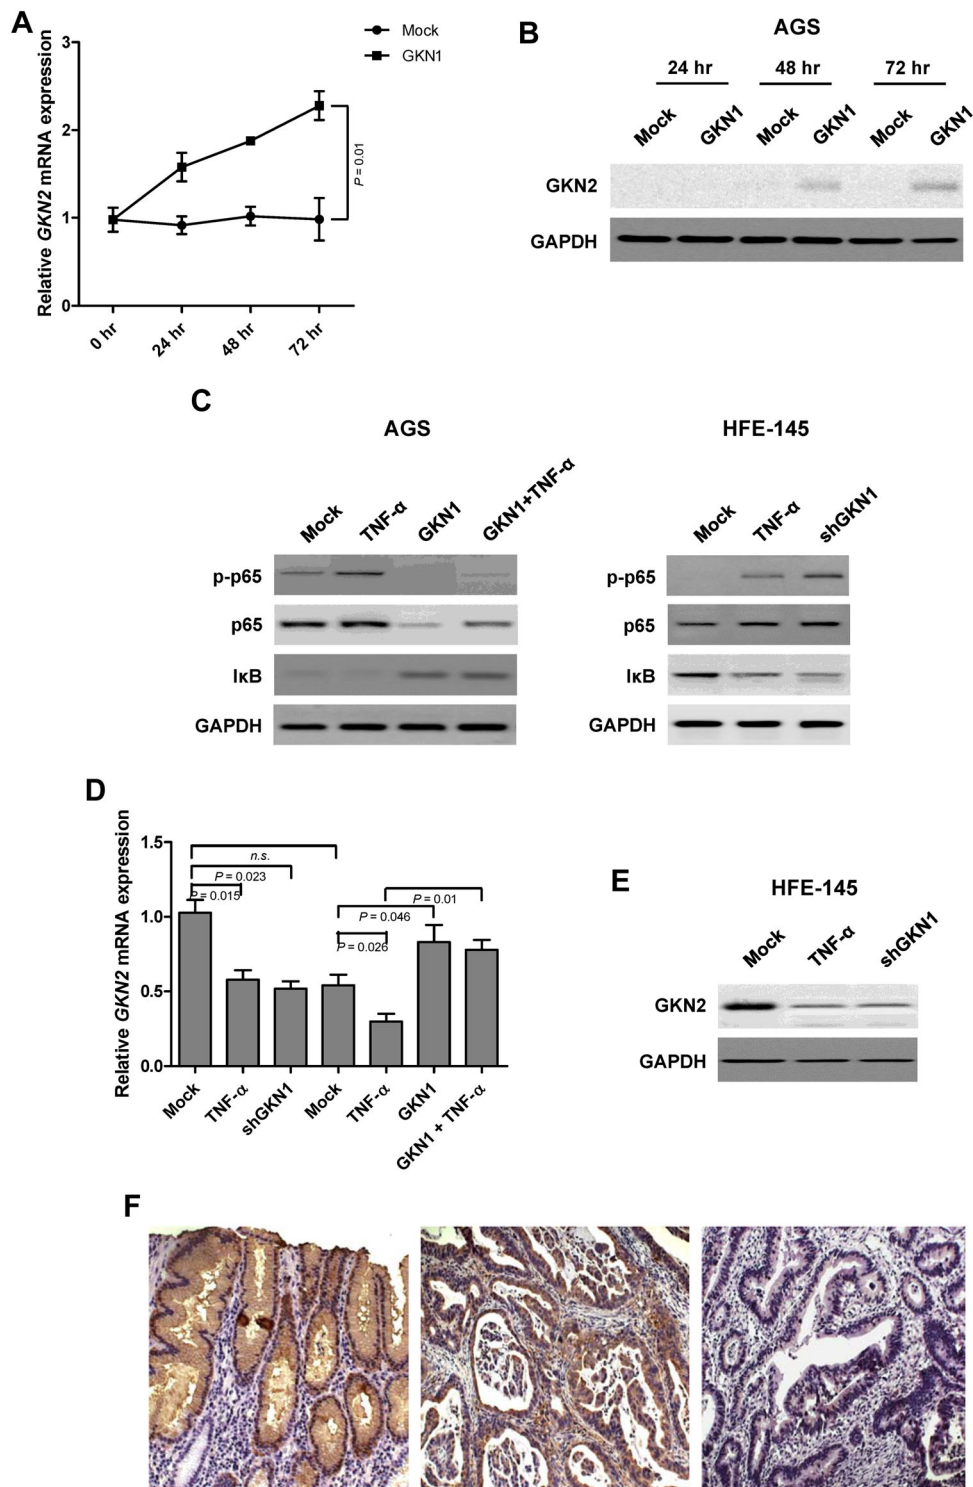 A
Relative GKN2 mRNA expression
3
2
1
0
0 hr
24 hr
48 hr
72 hr
Mock
GKN1
P = 0.01
B
AGS
24 hr
48 hr
72 hr
Mock
GKN1
Mock
GKN1
Mock
GKN1
GKN2
GAPDH
C
AGS
Mock
TNF-α
GKN1
GKN1+TNF-α
p-p65
p65
IκB
GAPDH
HFE-145
Mock
TNF-α
shGKN1
p-p65
p65
IκB
GAPDH
D
Relative GKN2 mRNA expression
1.5
1.0
0.5
0.0
n.s.
P = 0.023
P = 0.015
P = 0.01
P = 0.046
P = 0.026
Mock
TNF-α
shGKN1
Mock
TNF-α
GKN1
GKN1 + TNF-α
E
HFE-145
Mock
TNF-α
shGKN1
GKN2
GAPDH
F